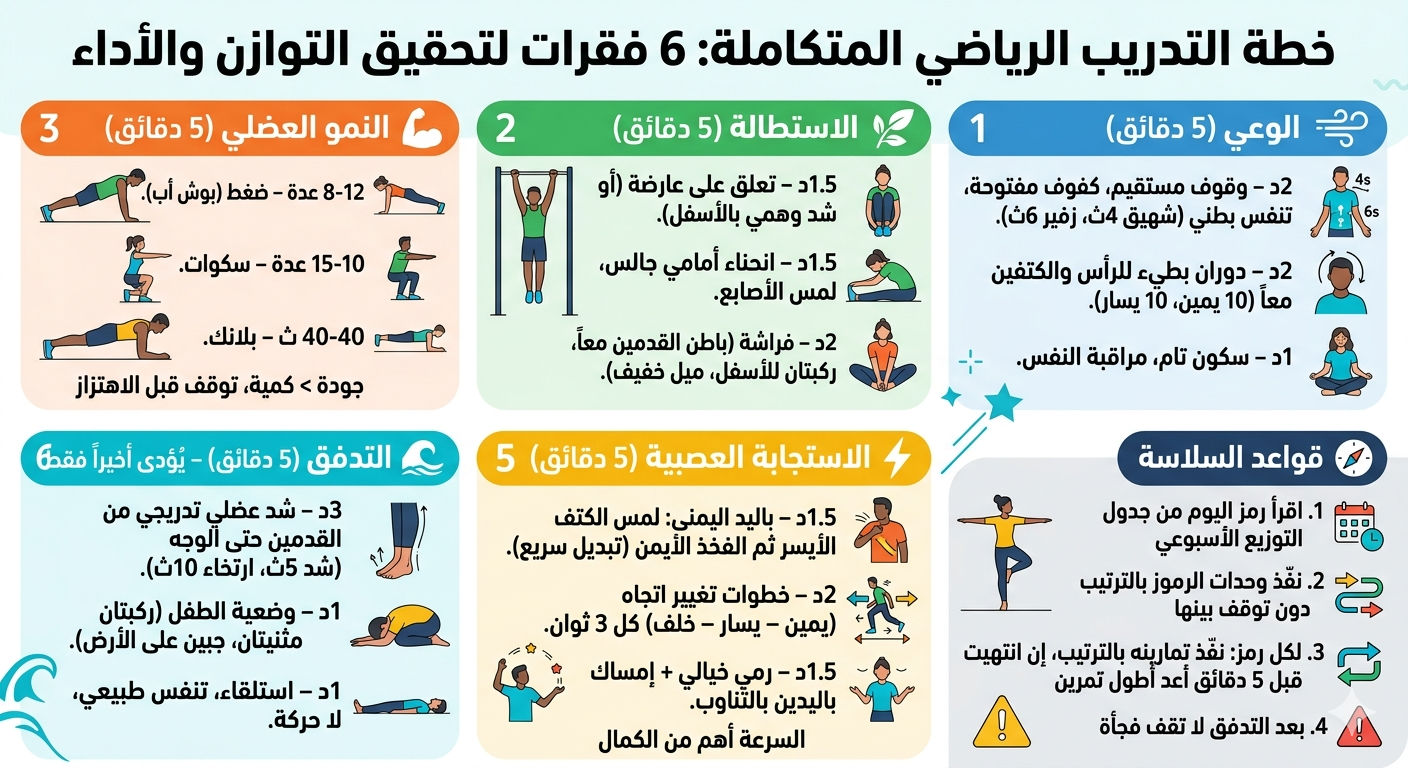 خطة التدريب الرياضي المتكاملة: 6 فقرات لتحقيق التوازن والأداء
الوعي (5 دقائق) 1
2د – وقوف مستقيم، كفوف مفتوحة،
تنفس بطني (شهيق 4ث، زفير 6ث).
4s
6s
2د – دوران بطيء للرأس والكتفين
معاً (10 يمين، 10 يسار).
1د – سكون تام، مراقبة النفس.
الاستطالة (5 دقائق) 2
1.5د – تعلق على عارضة (أو
شد وهمي بالأسفل).
1.5د – انحناء أمامي جالس،
لمس الأصابع.
2د – فراشة (باطن القدمين معاً،
ركبتان للأسفل، ميل خفيف).
النمو العضلي (5 دقائق) 3
8-12 عدة – ضغط (بوش أب).
10-15 عدة – سكوات.
40-40 ث – بلانك.
جودة > كمية، توقف قبل الاهتزاز
قواعد السلاسة
1. اقرأ رمز اليوم من جدول
التوزيع الأسبوعي
2. نفّذ وحدات الرموز بالترتيب
دون توقف بينها
3. لكل رمز: نفّذ تمارينه بالترتيب، إن انتهيت
قبل 5 دقائق أعد أطول تمرين
4. بعد التدفق لا تقف فجأة
الاستجابة العصبية (5 دقائق) 5
1.5د – باليد اليمنى: لمس الكتف
الأيسر ثم الفخذ الأيمن (تبديل سريع).
2د – خطوات تغيير اتجاه
(يمين – يسار – خلف) كل 3 ثوان.
1.5د – رمي خيالي + إمساك
باليدين بالتناوب.
السرعة أهم من الكمال
التدفق (5 دقائق) – يُؤدى أخيراً فقط 6
3د – شد عضلي تدريجي من
القدمين حتى الوجه
(شد 5ث، ارتخاء 10ث).
1د – وضعية الطفل (ركبتان
مثنيتان، جبين على الأرض).
1د – استلقاء، تنفس طبيعي،
لا حركة.